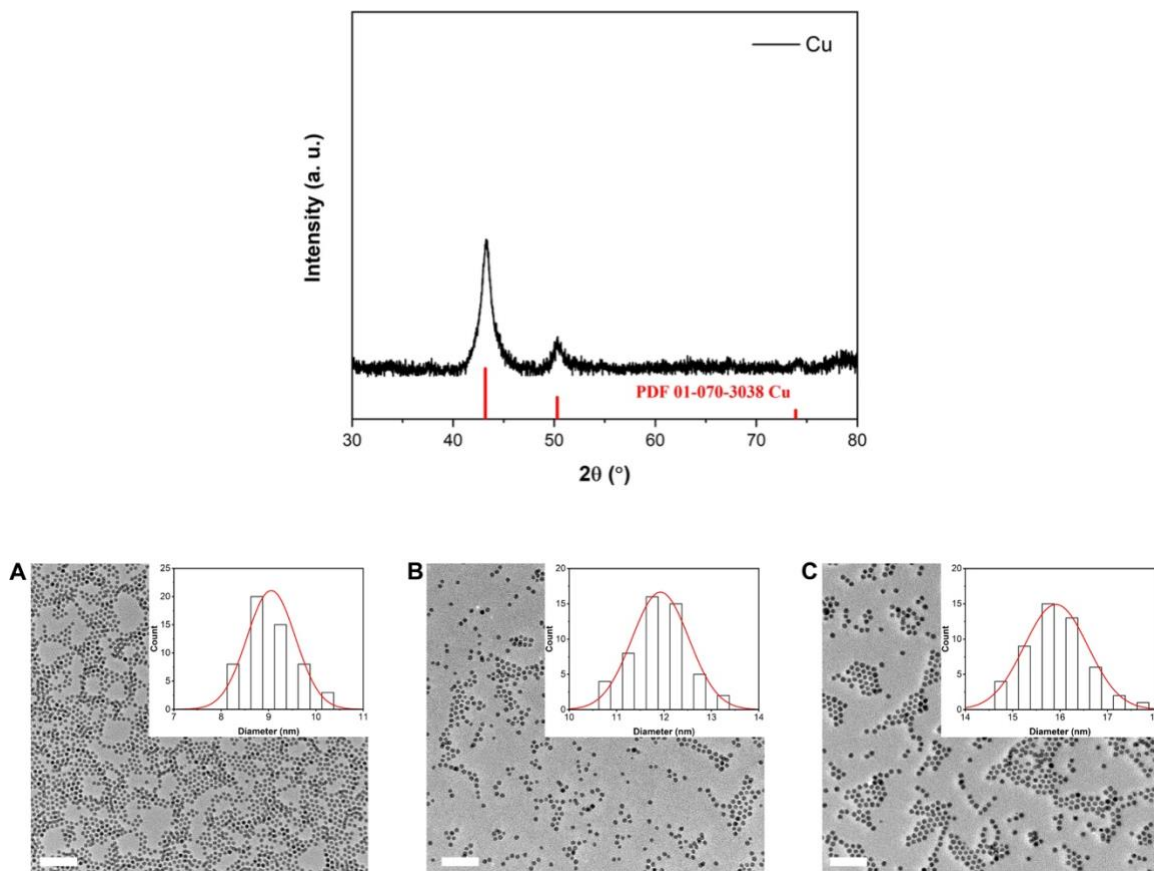 Cu
Intensity (a. u.)
PDF 01-070-3038 Cu
30 40 50 60 70 80
2θ (°)
A
25
20
15
10
5
0
Count
7 8 9 10 11
Diameter (nm)
B
20
15
10
5
0
Count
10 11 12 13 14
Diameter (nm)
C
20
15
10
5
0
Count
14 15 16 17
Diameter (nm)